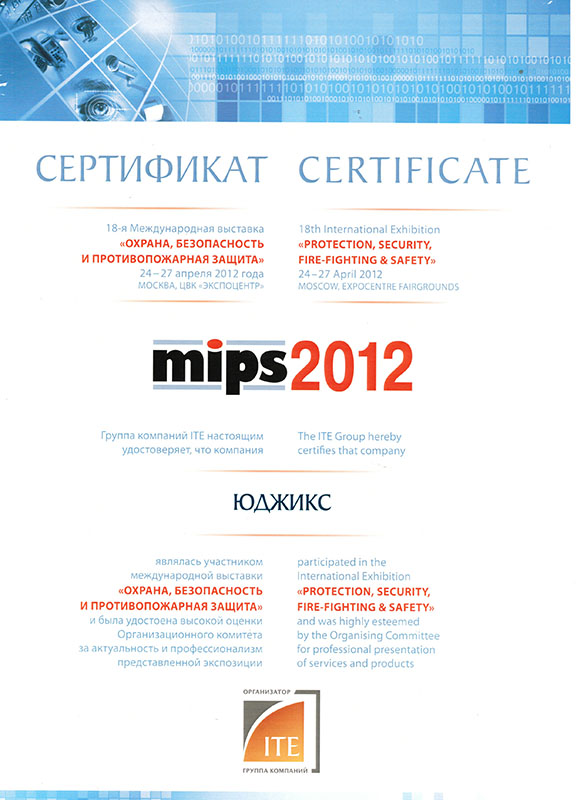 СЕРТИФИКАТ
18-я Международная выставка
«ОХРАНА, БЕЗОПАСНОСТЬ
И ПРОТИВОПОЖАРНАЯ ЗАЩИТА»
24–27 апреля 2012 года
МОСКВА, ЦВК «ЭКСПОЦЕНТР»
CERTIFICATE
18th International Exhibition
«PROTECTION, SECURITY,
FIRE-FIGHTING & SAFETY»
24–27 April 2012
MOSCOW, EXPOCENTRE FAIRGROUNDS
mips2012
Группа компаний ITE настоящим
удостоверяет, что компания
The ITE Group hereby
certifies that company
ЮДЖИКС
являлась участником
международной выставки
«ОХРАНА, БЕЗОПАСНОСТЬ
И ПРОТИВОПОЖАРНАЯ ЗАЩИТА»
и была удостоена высокой оценки
Организационного комитета
за актуальность и профессионализм
представленной экспозиции
participated in the
International Exhibition
«PROTECTION, SECURITY,
FIRE-FIGHTING & SAFETY»
and was highly esteemed
by the Organising Committee
for professional presentation
of services and products
ОРГАНИЗАТОР
ITE
ГРУППА КОМПАНИЙ